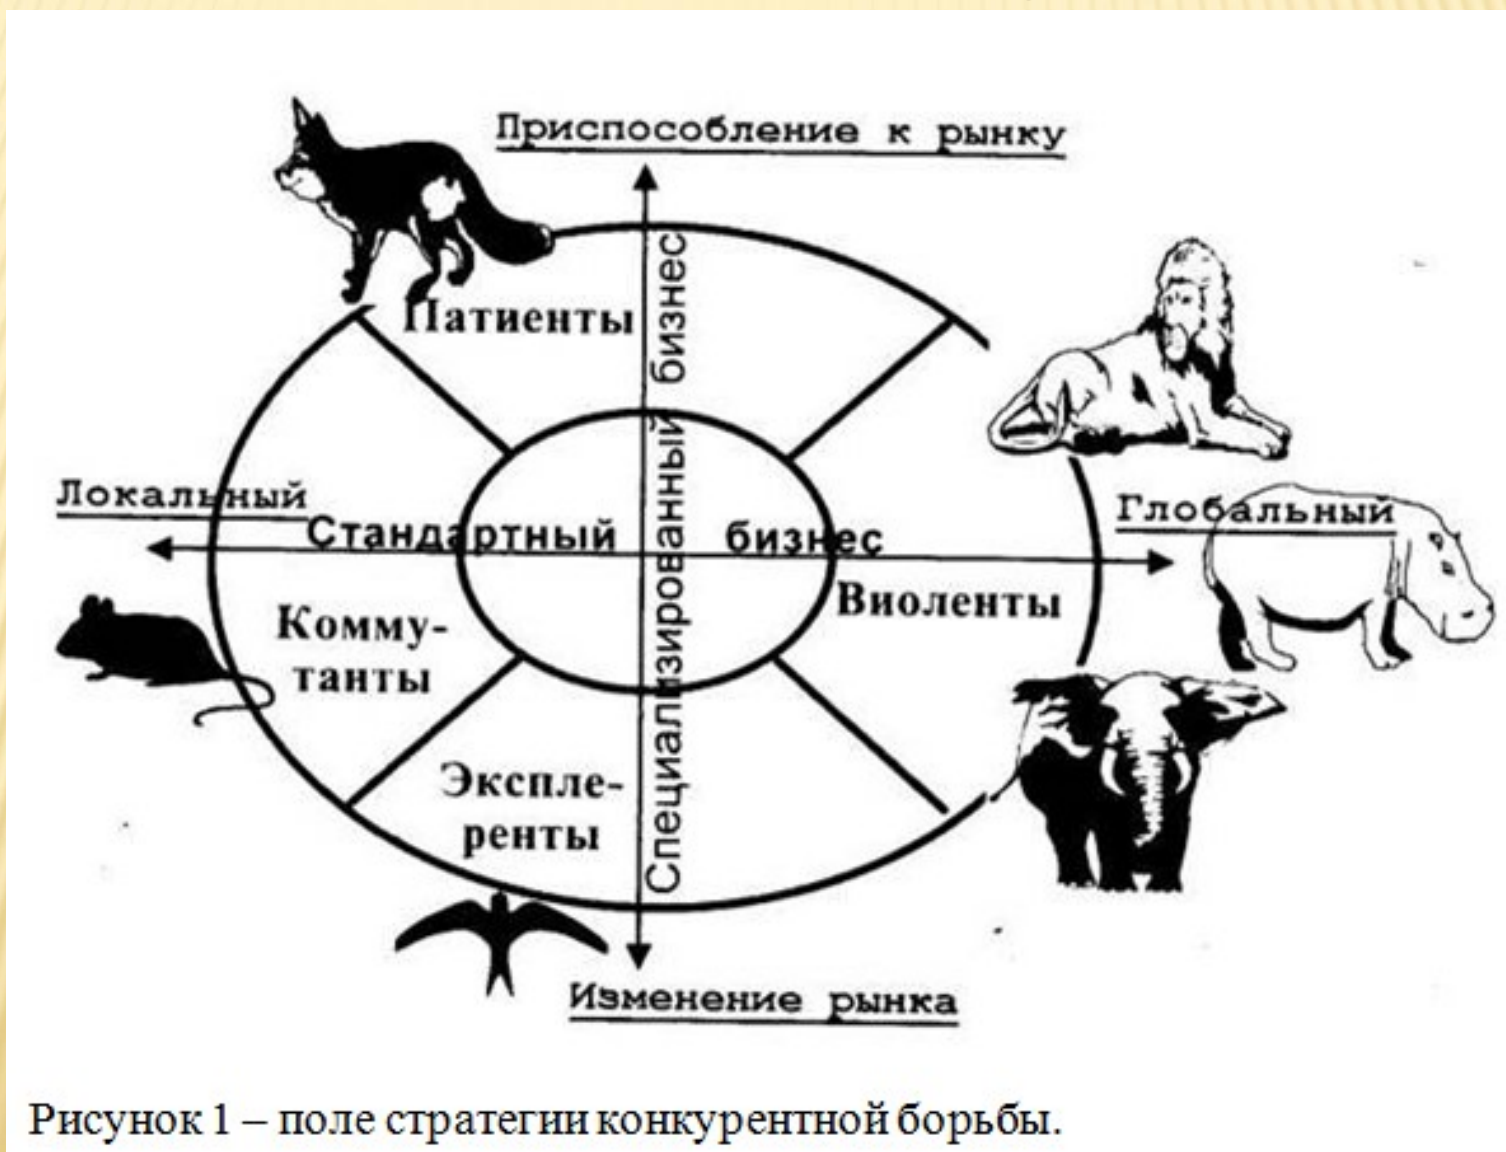 Приспособление к рынку
Патиенты
Специализированный бизнес
Локальный
Глобальный
Стандартный бизнес
Виоленты
Комму-
танты
Экспле-
ренты
Изменение рынка
Рисунок 1 – поле стратегии конкурентной борьбы.